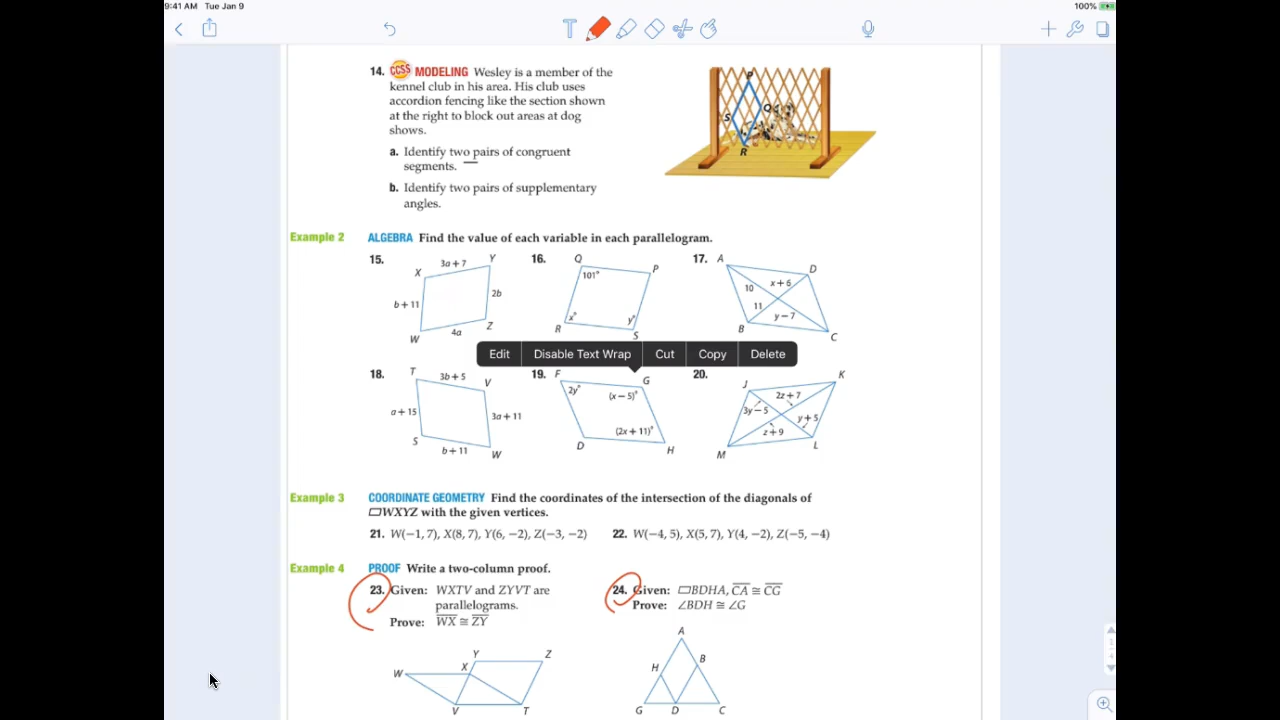 9:41 AM Tue Jan 9
100%
14. CCSS MODELING Wesley is a member of the
kennel club in his area. His club uses
accordion fencing like the section shown
at the right to block out areas at dog
shows.
a. Identify two pairs of congruent
segments.
b. Identify two pairs of supplementary
angles.
P
Q
S
R
Example 2 ALGEBRA Find the value of each variable in each parallelogram.
15. X 3a + 7 Y
b + 11 2b
W 4a Z
16. Q P
101°
x° y°
R S
17. A D
10 x + 6
11 y − 7
B C
Edit Disable Text Wrap Cut Copy Delete
18. T 3b + 5 V
a + 15 3a + 11
S b + 11 W
19. F G
2y° (x − 5)°
(2x + 11)°
D H
20. J K
2z + 7
3y − 5 y + 5
z + 9
M L
Example 3 COORDINATE GEOMETRY Find the coordinates of the intersection of the diagonals of
▱WXYZ with the given vertices.
21. W(−1, 7), X(8, 7), Y(6, −2), Z(−3, −2) 22. W(−4, 5), X(5, 7), Y(4, −2), Z(−5, −4)
Example 4 PROOF Write a two-column proof.
23. Given: WXTV and ZYVT are
parallelograms.
Prove: WX ≅ ZY
24. Given: ▱BDHA, CA ≅ CG
Prove: ∠BDH ≅ ∠G
Y Z
W X
V T
A
H B
G D C